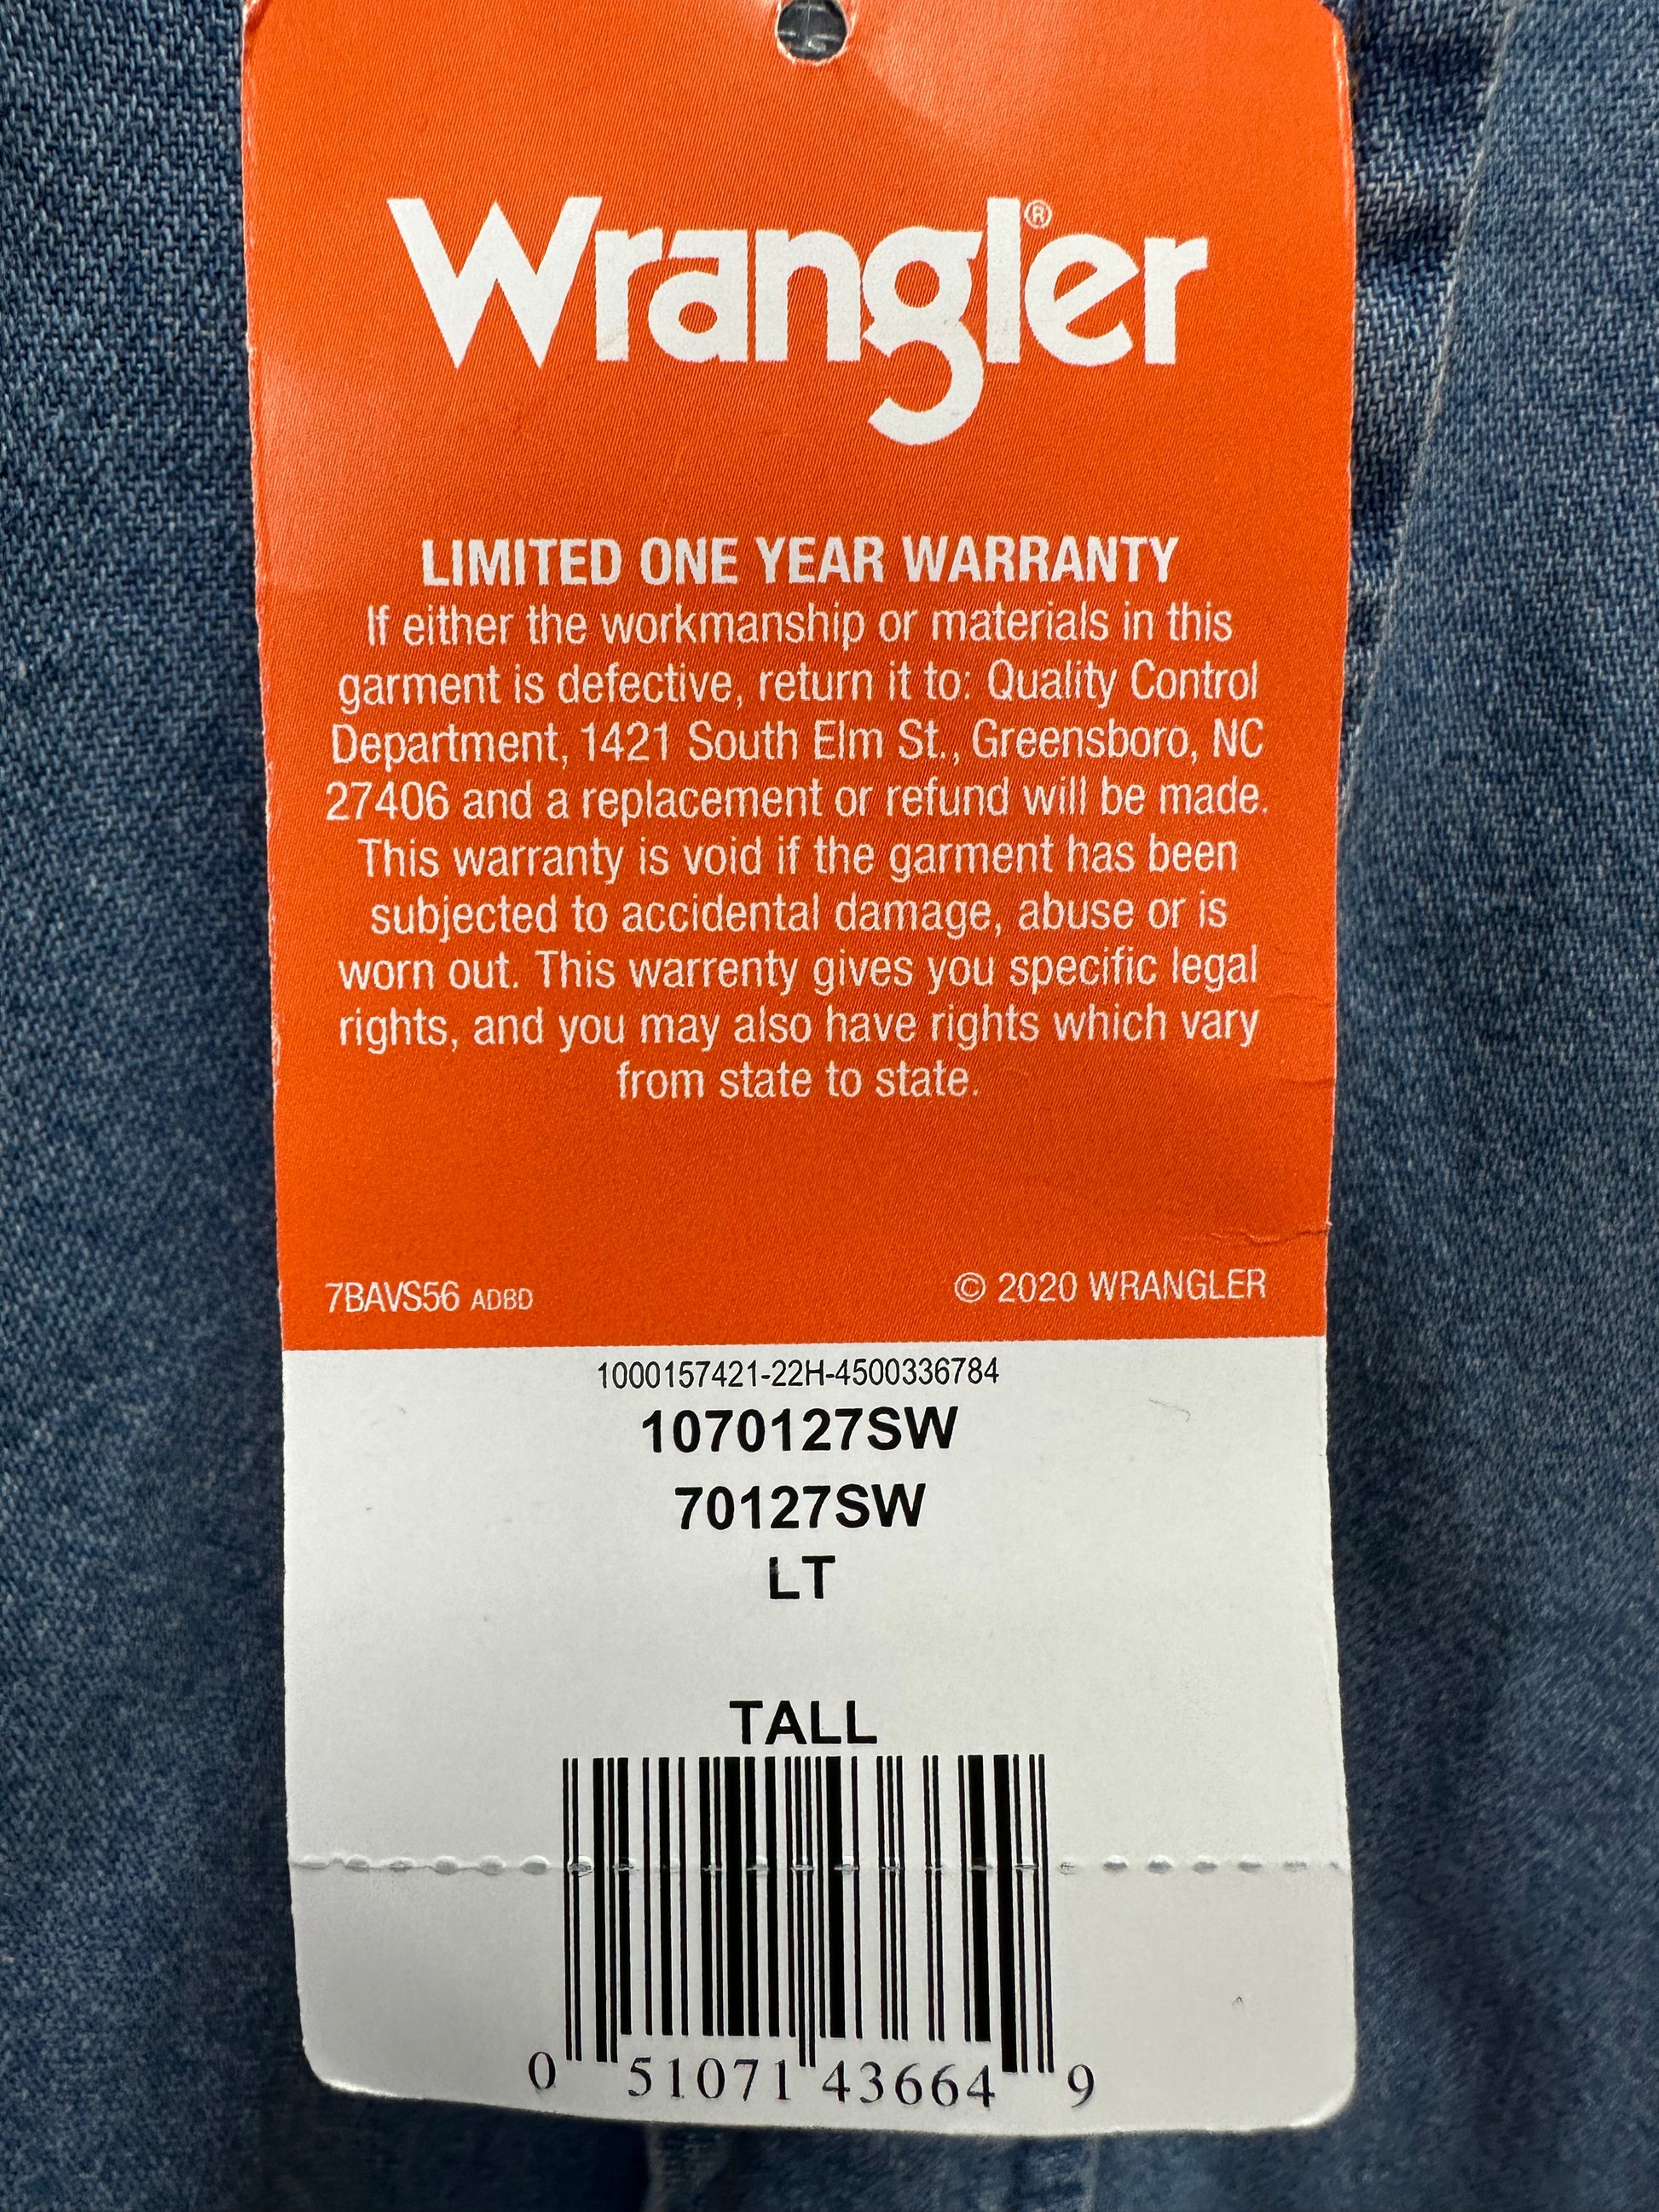 Wrangler®
LIMITED ONE YEAR WARRANTY
If either the workmanship or materials in this
garment is defective, return it to: Quality Control
Department, 1421 South Elm St., Greensboro, NC
27406 and a replacement or refund will be made.
This warranty is void if the garment has been
subjected to accidental damage, abuse or is
worn out. This warrenty gives you specific legal
rights, and you may also have rights which vary
from state to state.
7BAVS56 ADBD © 2020 WRANGLER
1000157421-22H-4500336784
1070127SW
70127SW
LT
TALL
0 51071 43664 9